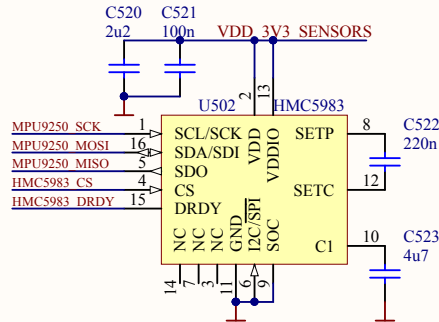 C520 C521
2u2 100n
VDD_3V3_SENSORS
U502 HMC5983
MPU9250_SCK 1 SCL/SCK
MPU9250_MOSI 16 SDA/SDI
MPU9250_MISO 5 SDO
HMC5983_CS 4 CS
HMC5983_DRDY 15 DRDY
2 VDD
13 VDDIO
SETP 8
C522
220n
SETC 12
C1 10
C523
4u7
NC 14
NC 7
NC 3
GND 11
I2C/SPI 6
SOC 9